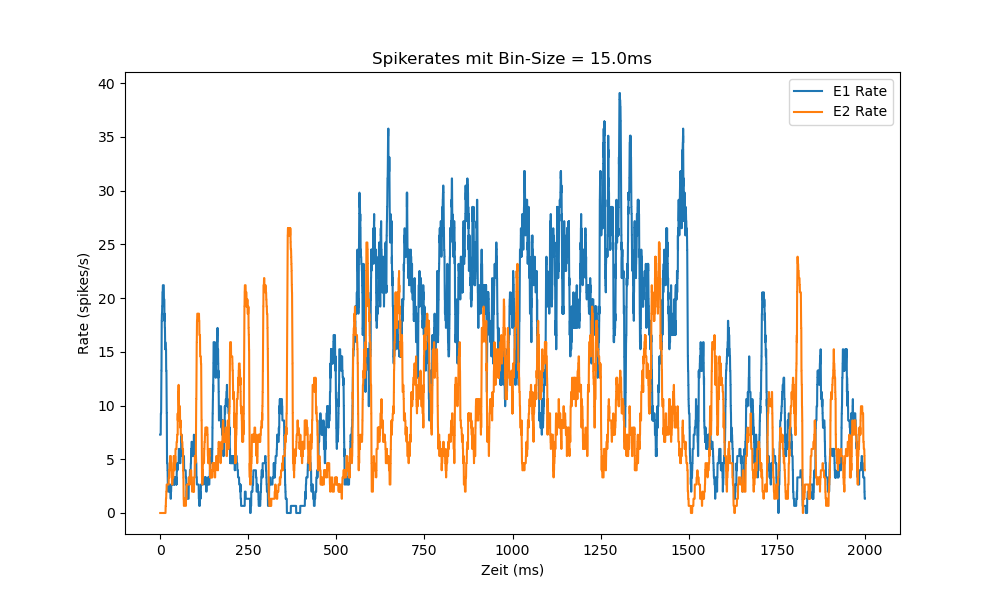 Spikerates mit Bin-Size = 15.0ms
E1 Rate
E2 Rate
Rate (spikes/s)
40
35
30
25
20
15
10
5
0
0 250 500 750 1000 1250 1500 1750 2000
Zeit (ms)